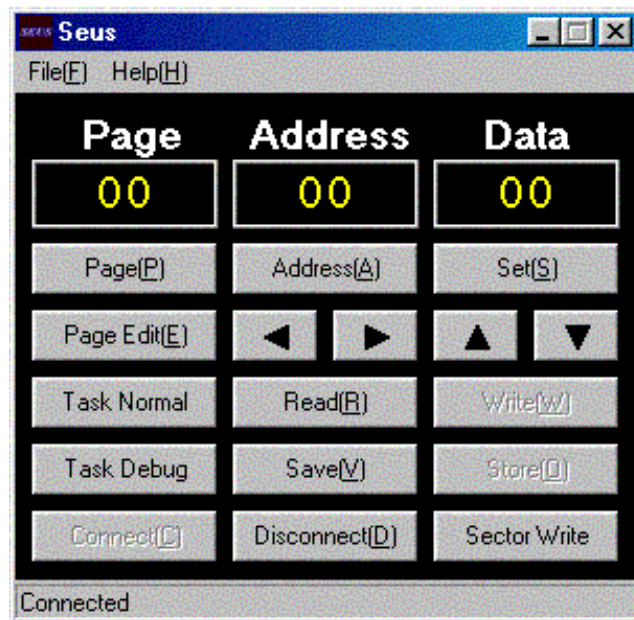 SEUS Seus
File(F) Help(H)
Page Address Data
00 00 00
Page(P) Address(A) Set(S)
Page Edit(E)
Task Normal Read(R) Write(W)
Task Debug Save(V) Store(O)
Connect(C) Disconnect(D) Sector Write
Connected